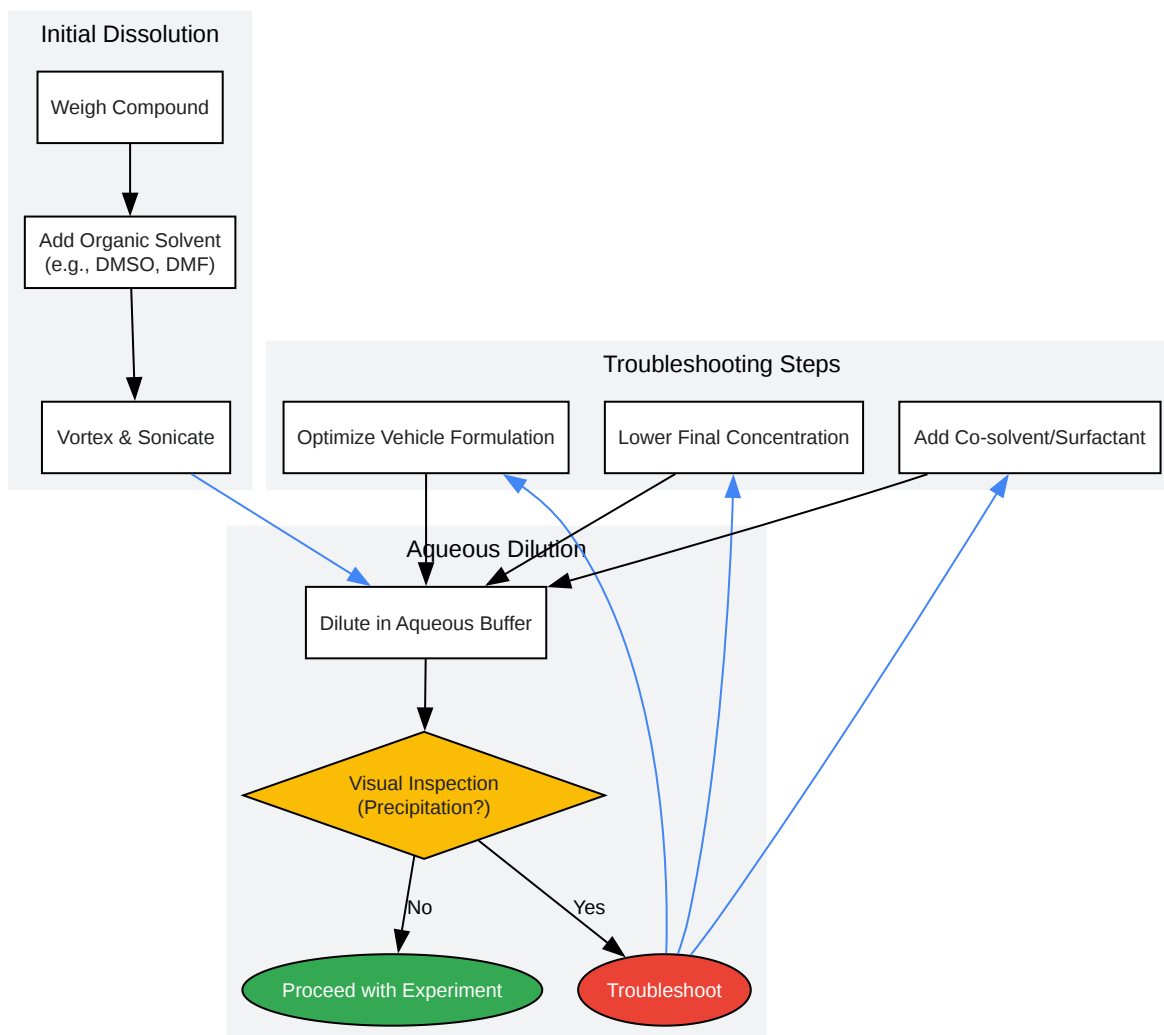 Initial Dissolution
Weigh Compound
Add Organic Solvent
(e.g., DMSO, DMF)
Vortex & Sonicate
Troubleshooting Steps
Optimize Vehicle Formulation
Lower Final Concentration
Add Co-solvent/Surfactant
Aqueous Dilution
Dilute in Aqueous Buffer
Visual Inspection
(Precipitation?)
No
Yes
Proceed with Experiment
Troubleshoot